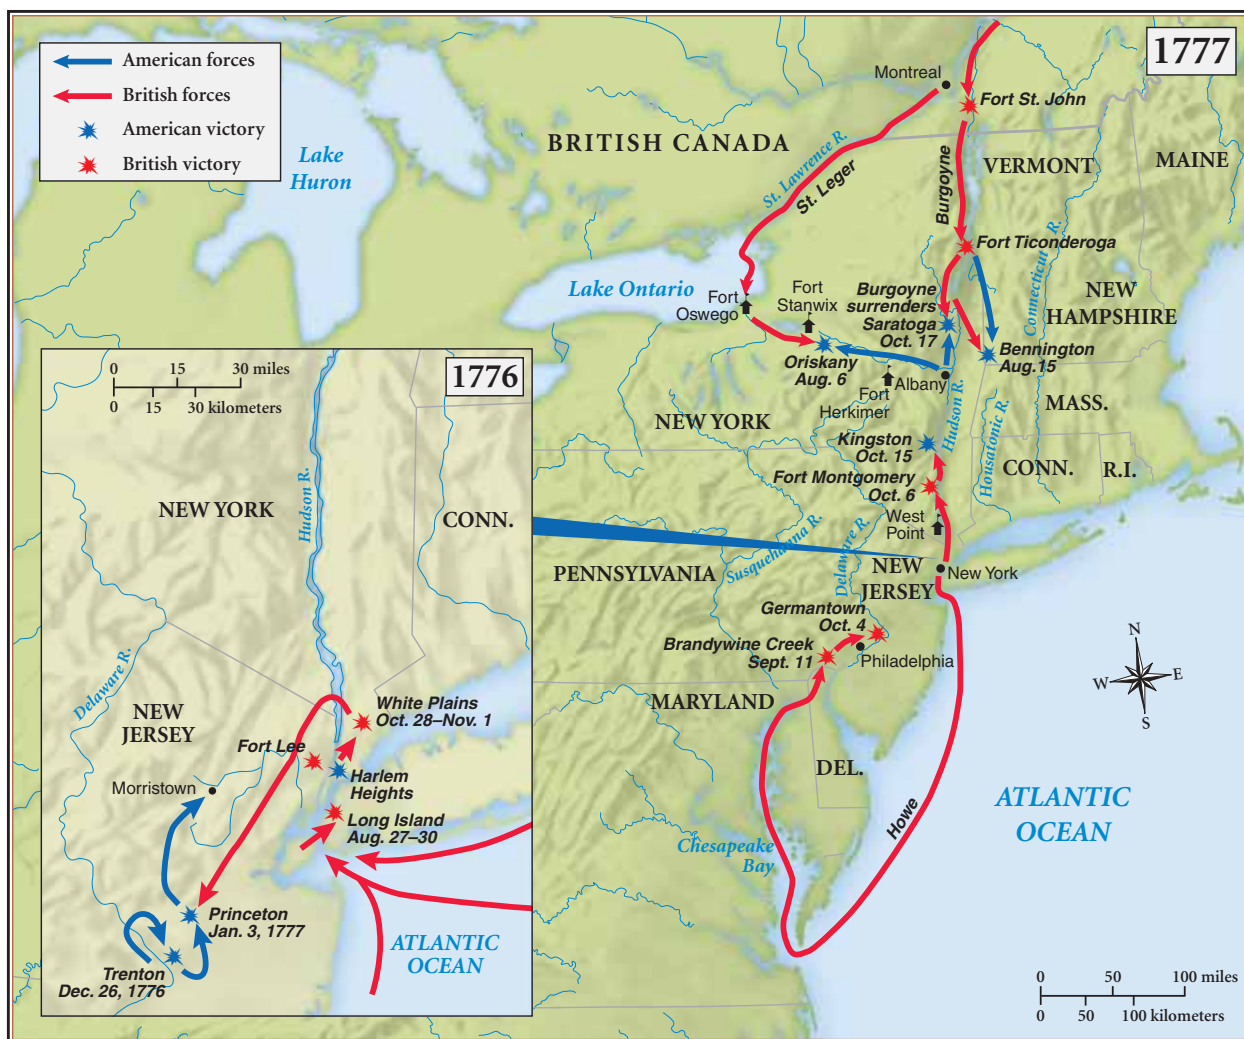 American forces
British forces
American victory
British victory
1777
Montreal
Fort St. John
BRITISH CANADA
Lake
Huron
St. Lawrence R.
St. Leger
Burgoyne
VERMONT
MAINE
Fort Ticonderoga
Connecticut R.
Lake Ontario
Fort
Oswego
Fort
Stanwix
Burgoyne
surrenders
Saratoga
Oct. 17
NEW
HAMPSHIRE
Oriskany
Aug. 6
Bennington
Aug.15
Fort
Herkimer
Albany
Hudson R.
Housatonic R.
MASS.
NEW YORK
Kingston
Oct. 15
CONN.
R.I.
Fort Montgomery
Oct. 6
West
Point
Susquehanna R.
Delaware R.
PENNSYLVANIA
NEW
JERSEY
New York
Germantown
Oct. 4
Brandywine Creek
Sept. 11
Philadelphia
MARYLAND
DEL.
Howe
Chesapeake
Bay
ATLANTIC
OCEAN
N
W
E
S
0 50 100 miles
0 50 100 kilometers
0 15 30 miles
0 15 30 kilometers
1776
NEW YORK
Hudson R.
CONN.
Delaware R.
NEW
JERSEY
White Plains
Oct. 28–Nov. 1
Fort Lee
Harlem
Heights
Morristown
Long Island
Aug. 27–30
Princeton
Jan. 3, 1777
Trenton
Dec. 26, 1776
ATLANTIC
OCEAN